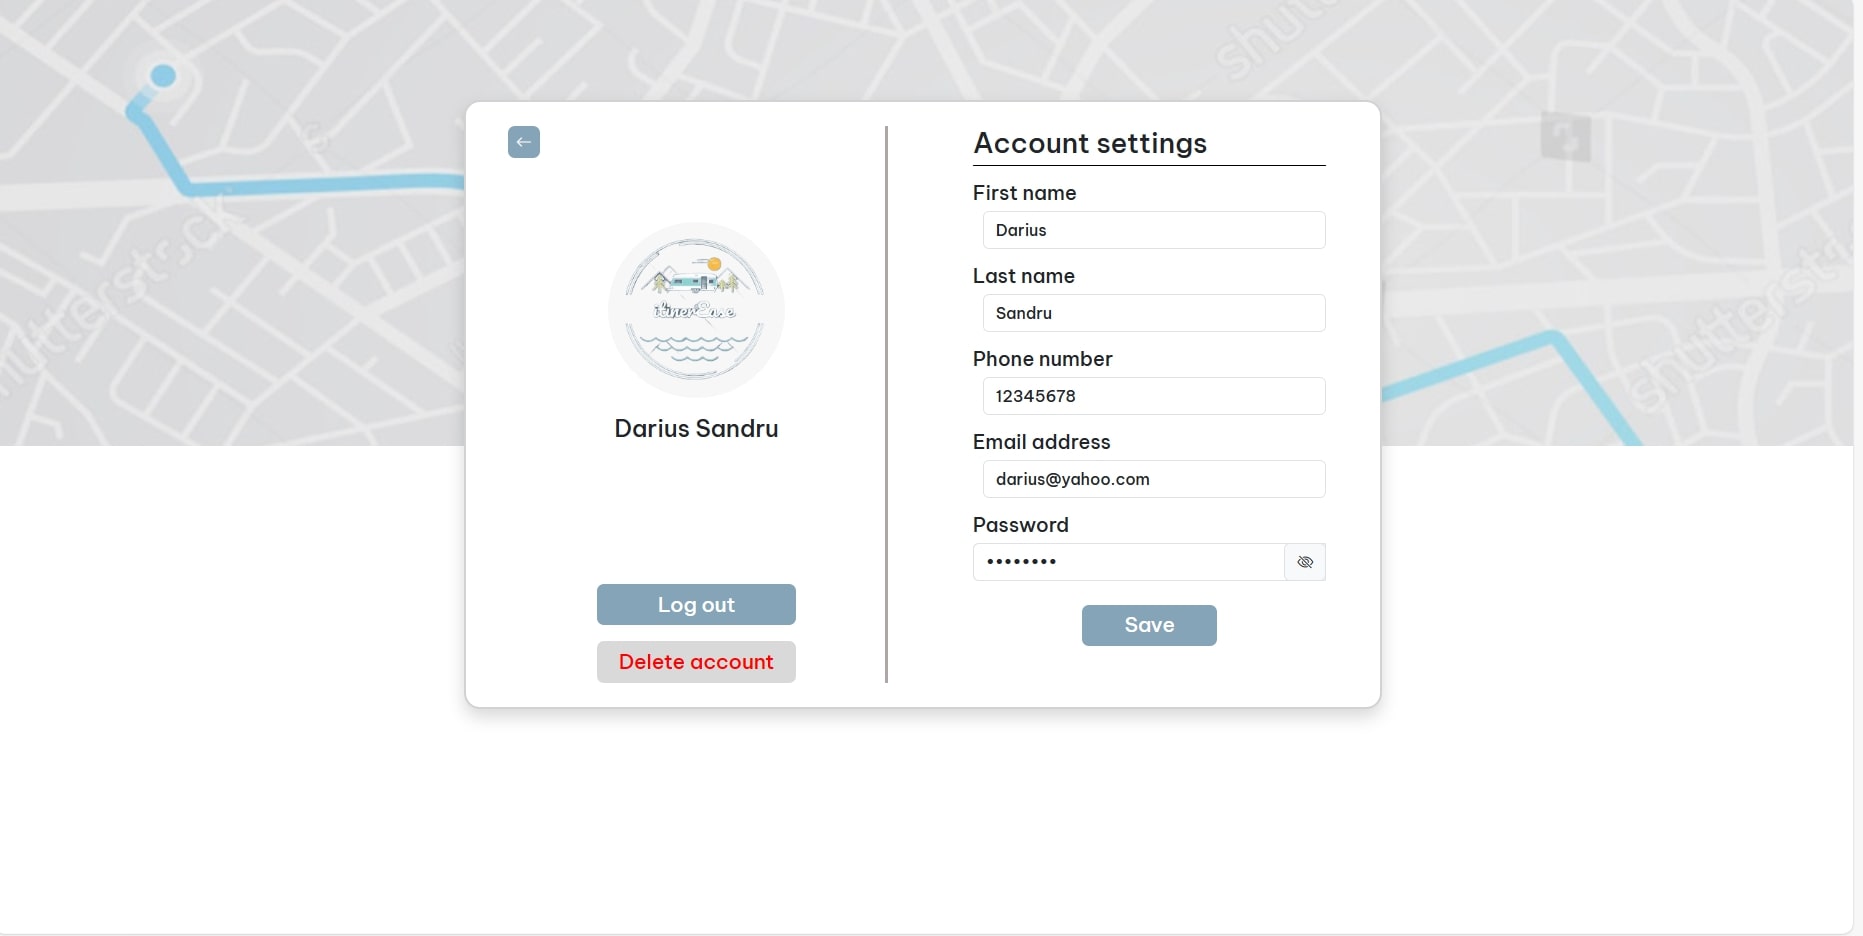 shutterstock
Account settings
First name
Darius
Last name
Sandru
Phone number
12345678
Email address
darius@yahoo.com
Password
••••••••
Save
itinerEase
Darius Sandru
Log out
Delete account